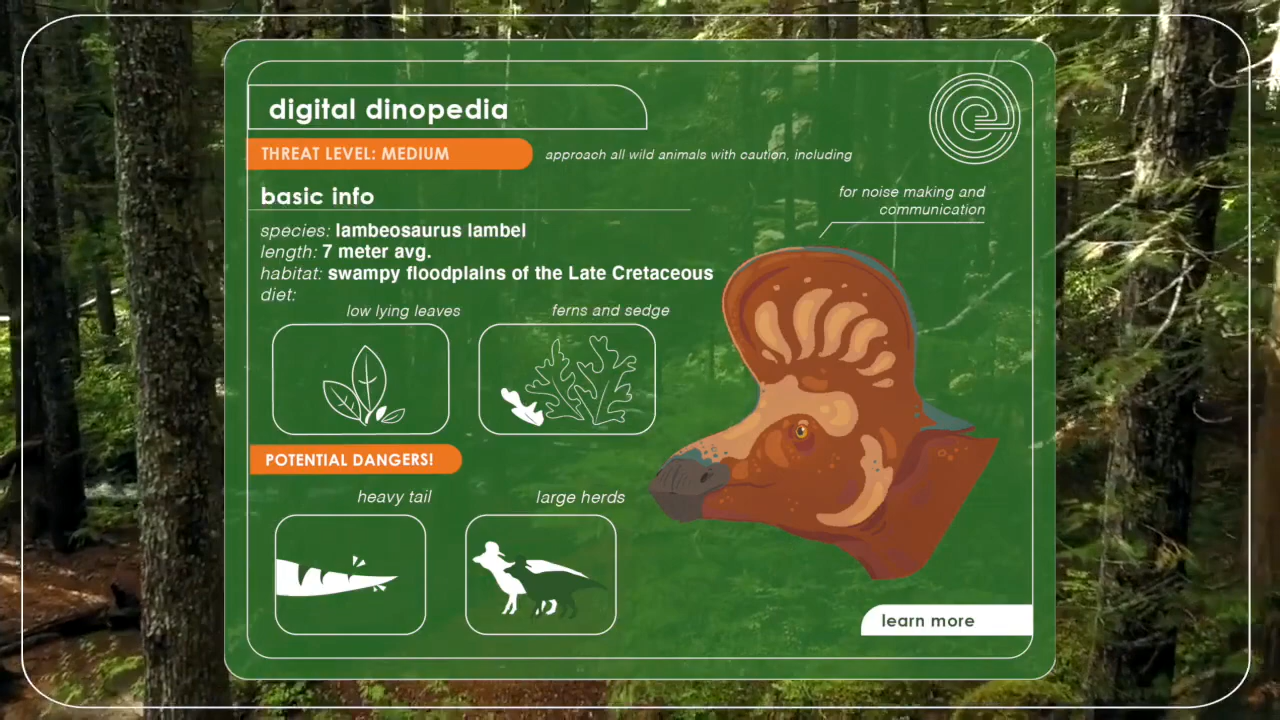 digital dinopedia
THREAT LEVEL: MEDIUM
approach all wild animals with caution, including
basic info
for noise making and
communication
species: lambeosaurus lambei
length: 7 meter avg.
habitat: swampy floodplains of the Late Cretaceous
diet:
low lying leaves
ferns and sedge
POTENTIAL DANGERS!
heavy tail
large herds
learn more